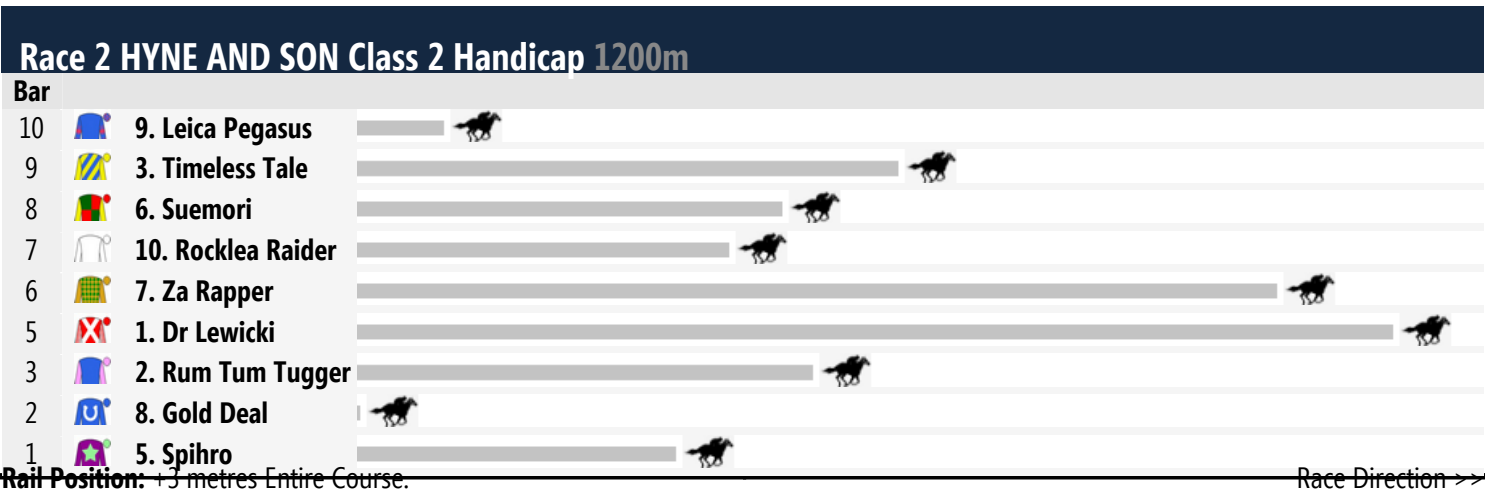 Race 2 HYNE AND SON Class 2 Handicap 1200m
Bar
10 9. Leica Pegasus
9 3. Timeless Tale
8 6. Suemori
7 10. Rocklea Raider
6 7. Za Rapper
5 1. Dr Lewicki
3 2. Rum Tum Tugger
2 8. Gold Deal
1 5. Spihro
Rail Position: +3 metres Entire Course. Race Direction >>